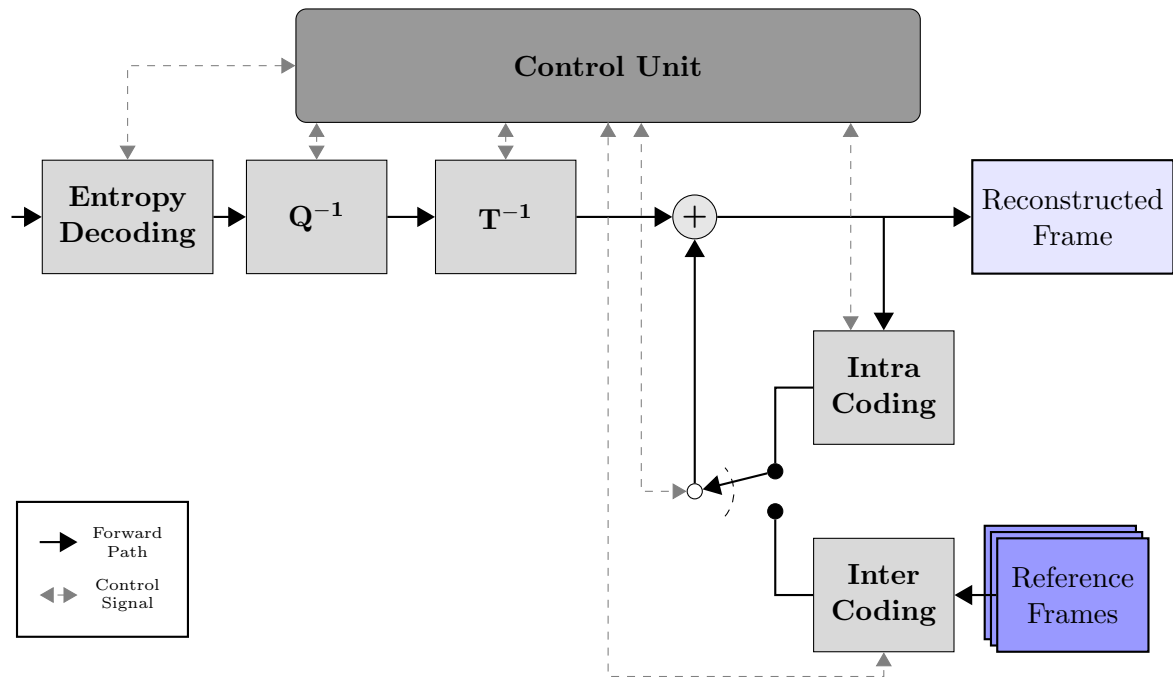 Control Unit
Entropy
Decoding
Q⁻¹
T⁻¹
+
Reconstructed
Frame
Intra
Coding
Forward
Path
Control
Signal
Inter
Coding
Reference
Frames